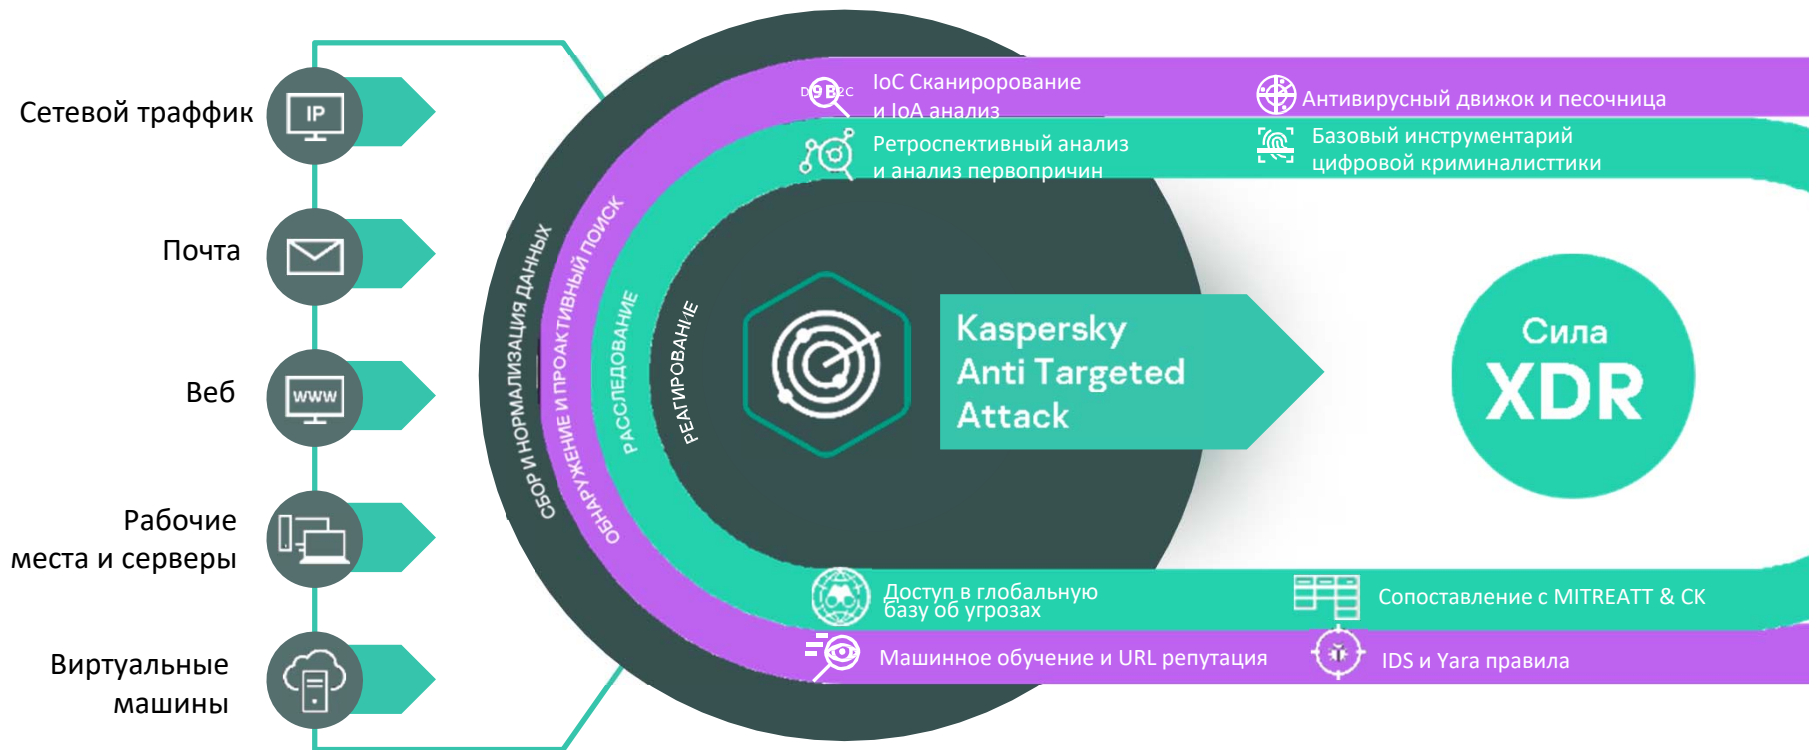 Сетевой траффик
IP
Почта
Веб
www
Рабочие
места и серверы
Виртуальные
машины
СБОР И НОРМАЛИЗАЦИЯ ДАННЫХ
ОБНАРУЖЕНИЕ И ПРОАКТИВНЫЙ ПОИСК
РАССЛЕДОВАНИЕ
РЕАГИРОВАНИЕ
D9B2C
IoC Сканирорование
и IoA анализ
Антивирусный движок и песочница
Ретроспективный анализ
и анализ первопричин
Базовый инструментарий
цифровой криминалисттики
Kaspersky
Anti Targeted
Attack
Сила
XDR
Доступ в глобальную
базу об угрозах
Сопоставление с MITREATT & CK
Машинное обучение и URL репутация
IDS и Yara правила